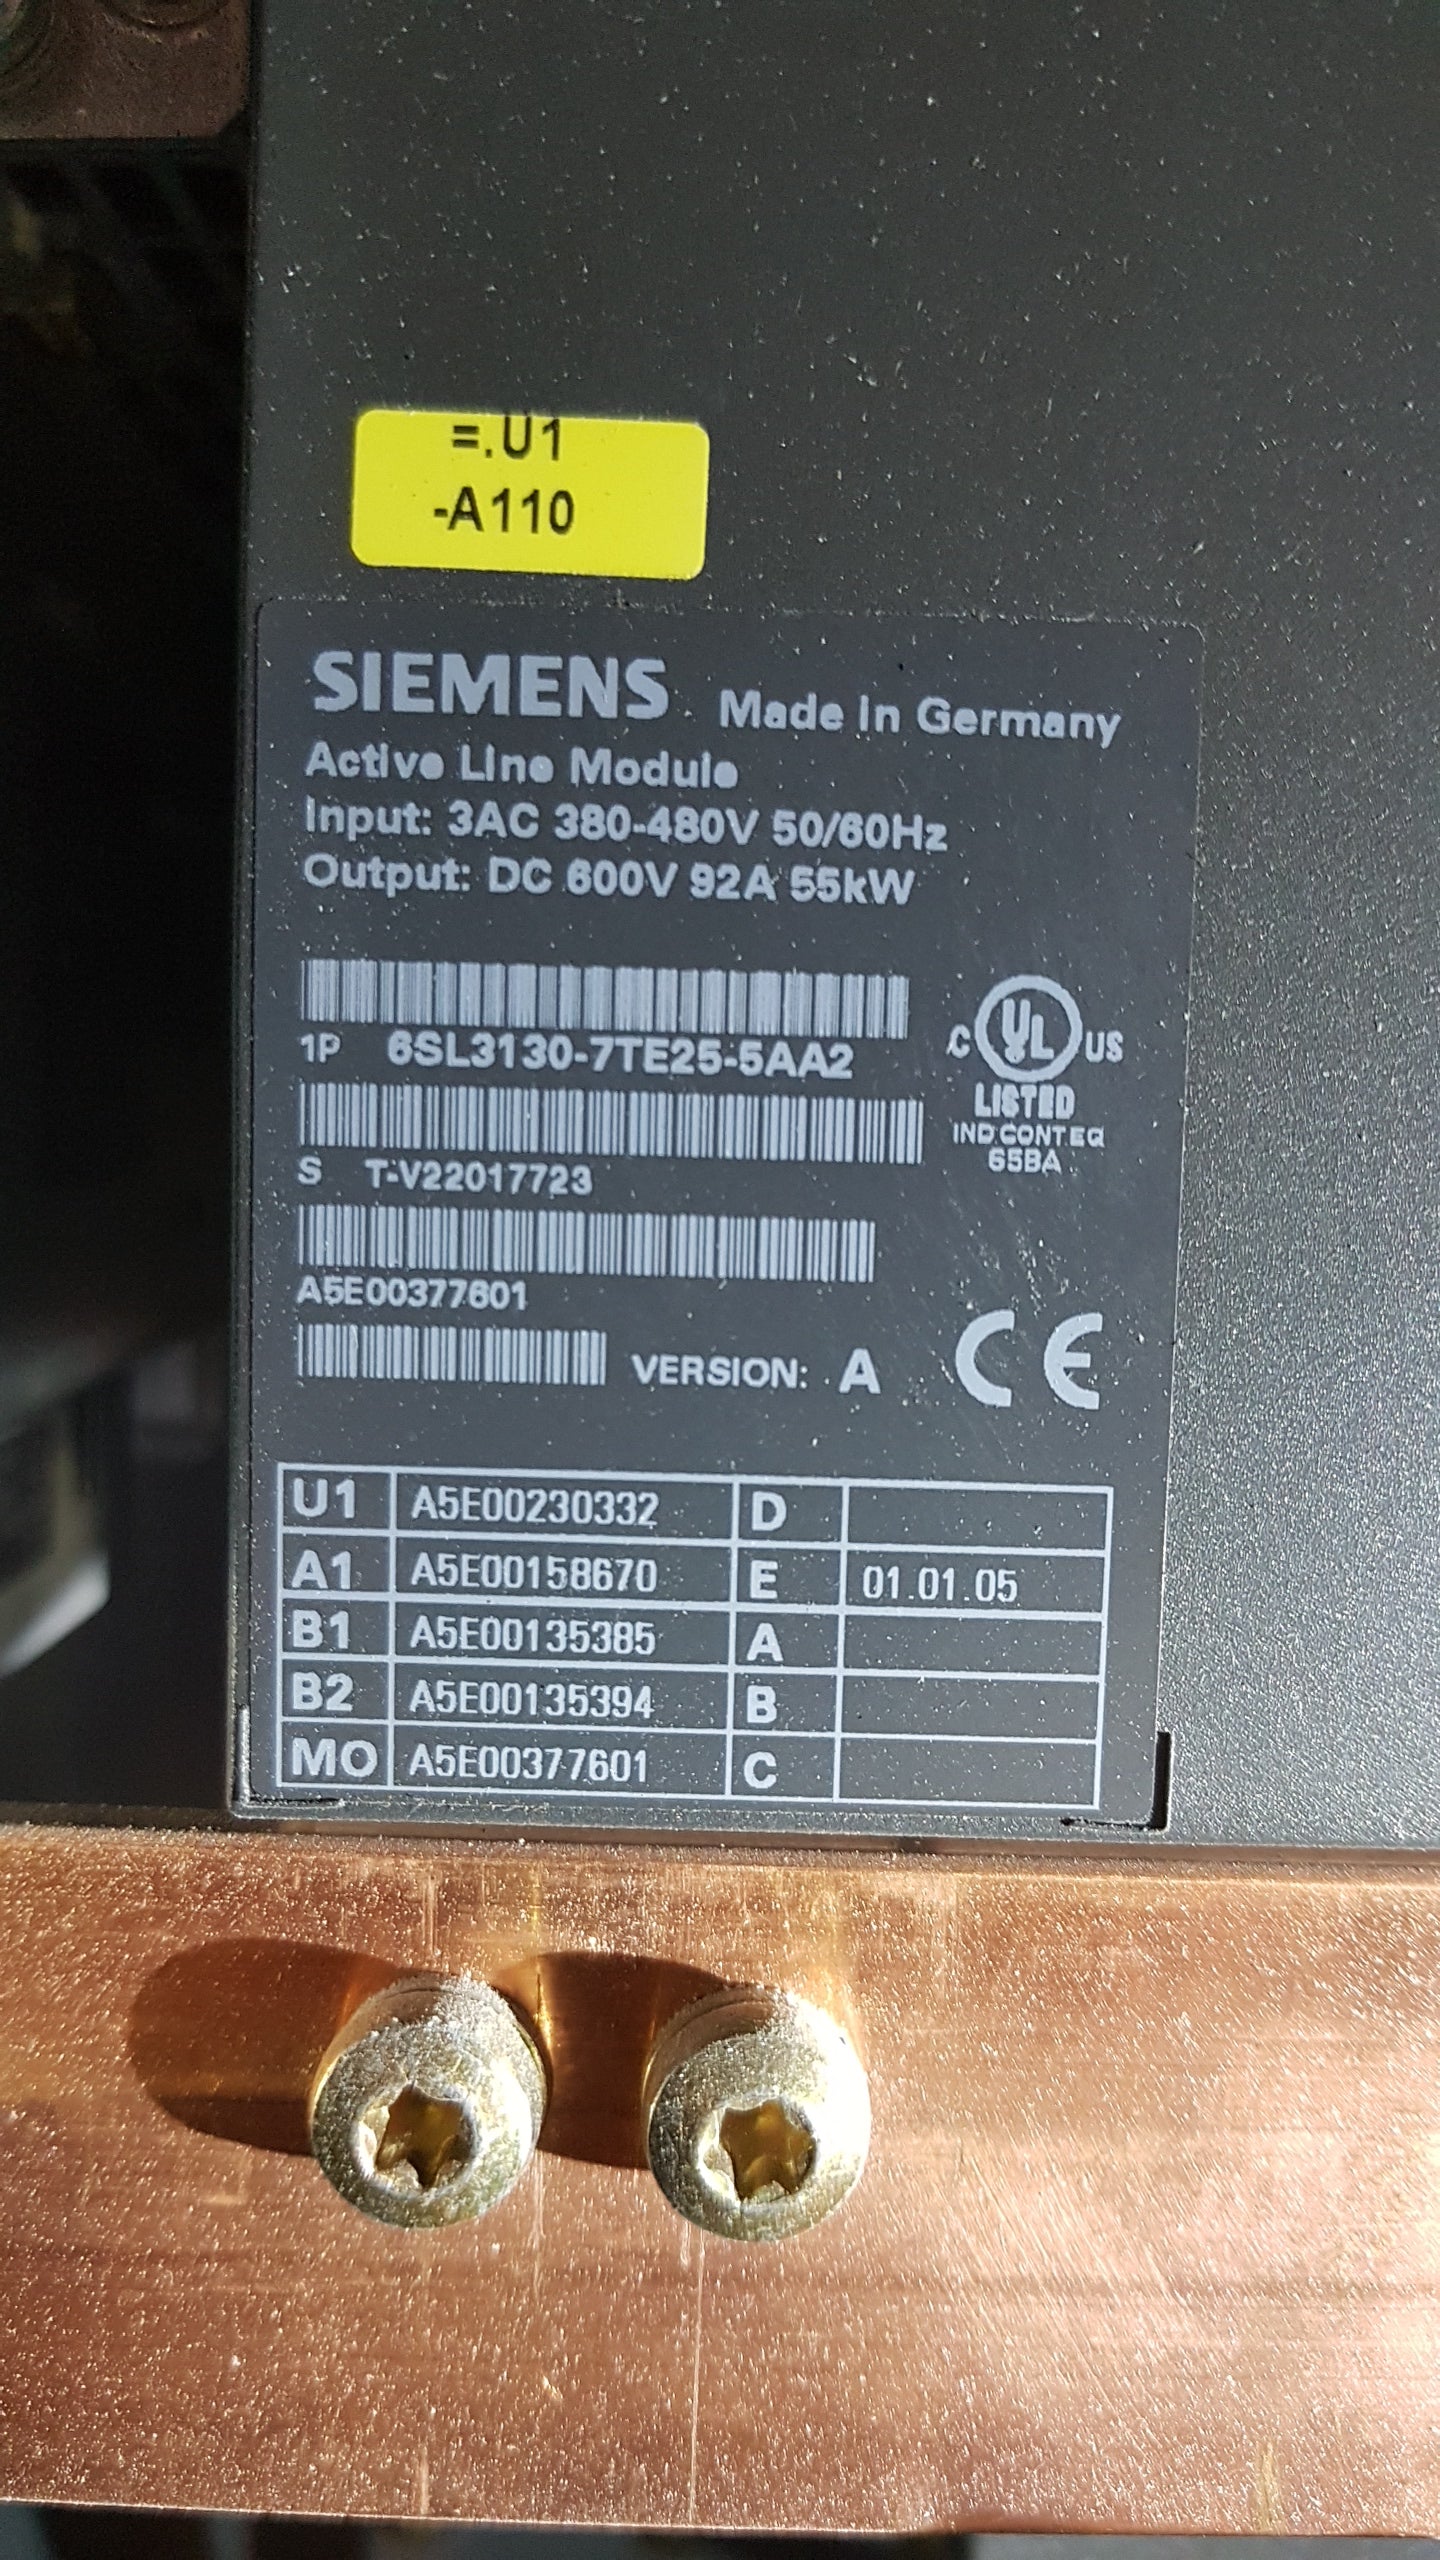 =.U1
-A110
SIEMENS Made in Germany
Active Line Module
Input: 3AC 380-480V 50/60Hz
Output: DC 600V 92A 55kW
1P 6SL3130-7TE25-5AA2
S T-V22017723
A5E00377601
VERSION: A
C UL US
LISTED
IND CONT EQ
65BA
CE
U1 A5E00230332 D
A1 A5E00158670 E 01.01.05
B1 A5E00135385 A
B2 A5E00135394 B
MO A5E00377601 C